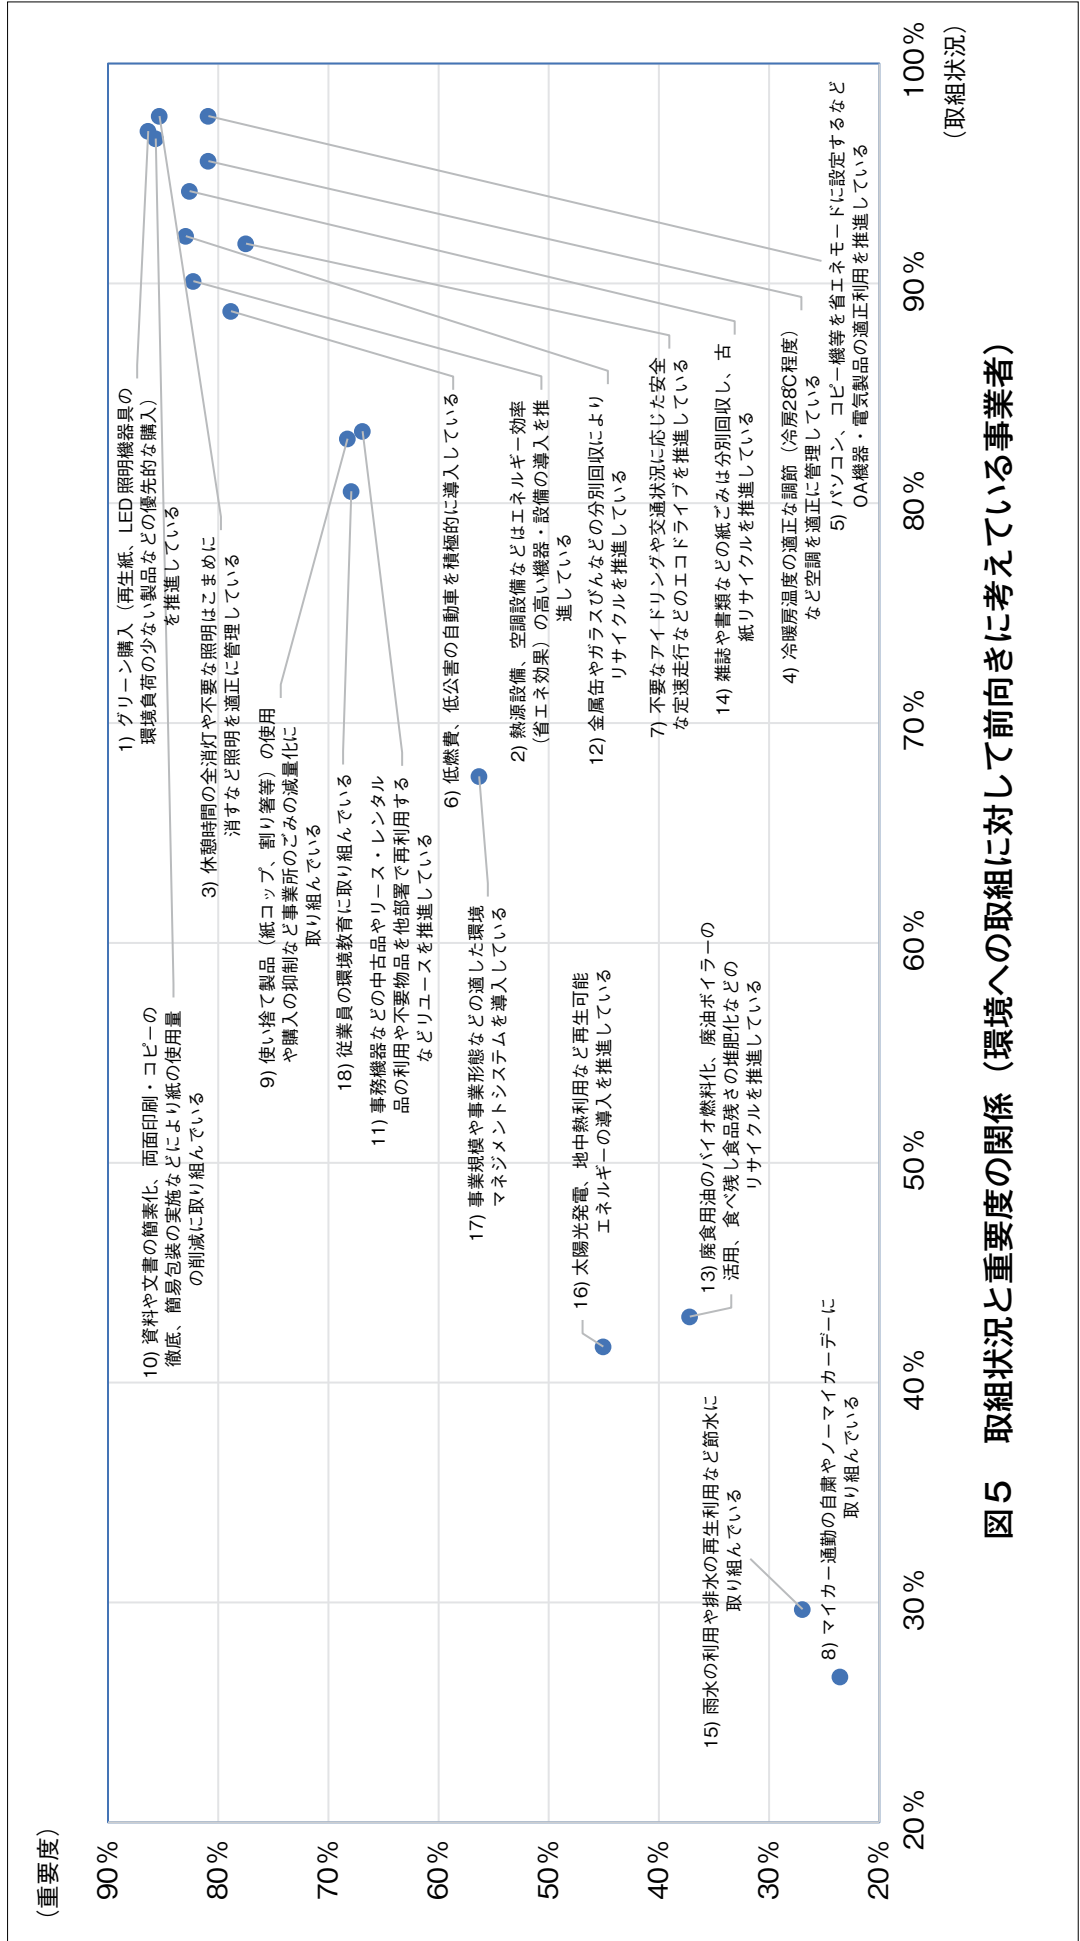 （重要度）
90%
80%
70%
60%
50%
40%
30%
20%
20%
30%
40%
50%
60%
70%
80%
90%
100%
（取組状況）
1) グリーン購入（再生紙、LED照明機器具の
環境負荷の少ない製品などの優先的な購入）
を推進している
10) 資料や文書の簡素化、両面印刷・コピーの
徹底、簡易包装の実施などにより紙の使用量
の削減に取り組んでいる
3) 休憩時間の全消灯や不要な照明はこまめに
消すなど照明を適正に管理している
9) 使い捨て製品（紙コップ、割り箸等）の使用
や購入の抑制など事業所のごみの減量化に
取り組んでいる
18) 従業員の環境教育に取り組んでいる
11) 事務機器などの中古品やリース・レンタル
品の利用や不要物品を他部署で再利用する
などリユースを推進している
6) 低燃費、低公害の自動車を積極的に導入している
17) 事業規模や事業形態などの適した環境
マネジメントシステムを導入している
2) 熱源設備、空調設備などはエネルギー効率
（省エネ効果）の高い機器・設備の導入を推
進している
16) 太陽光発電、地中熱利用など再生可能
エネルギーの導入を推進している
12) 金属缶やガラスびんなどの分別回収により
リサイクルを推進している
7) 不要なアイドリングや交通状況に応じた安全
な定速走行などのエコドライブを推進している
13) 廃食用油のバイオ燃料化、廃油ボイラーの
活用、食べ残し食品残さの堆肥化などの
リサイクルを推進している
14) 雑誌や書類などの紙ごみは分別回収し、古
紙リサイクルを推進している
15) 雨水の利用や排水の再生利用など節水に
取り組んでいる
4) 冷暖房温度の適正な調節（冷房28℃程度）
など空調を適正に管理している
5) パソコン、コピー機等を省エネモードに設定するなど
OA機器・電気製品の適正利用を推進している
8) マイカー通勤の自粛やノーマイカーデーに
取り組んでいる
図5 取組状況と重要度の関係（環境への取組に対して前向きに考えている事業者）